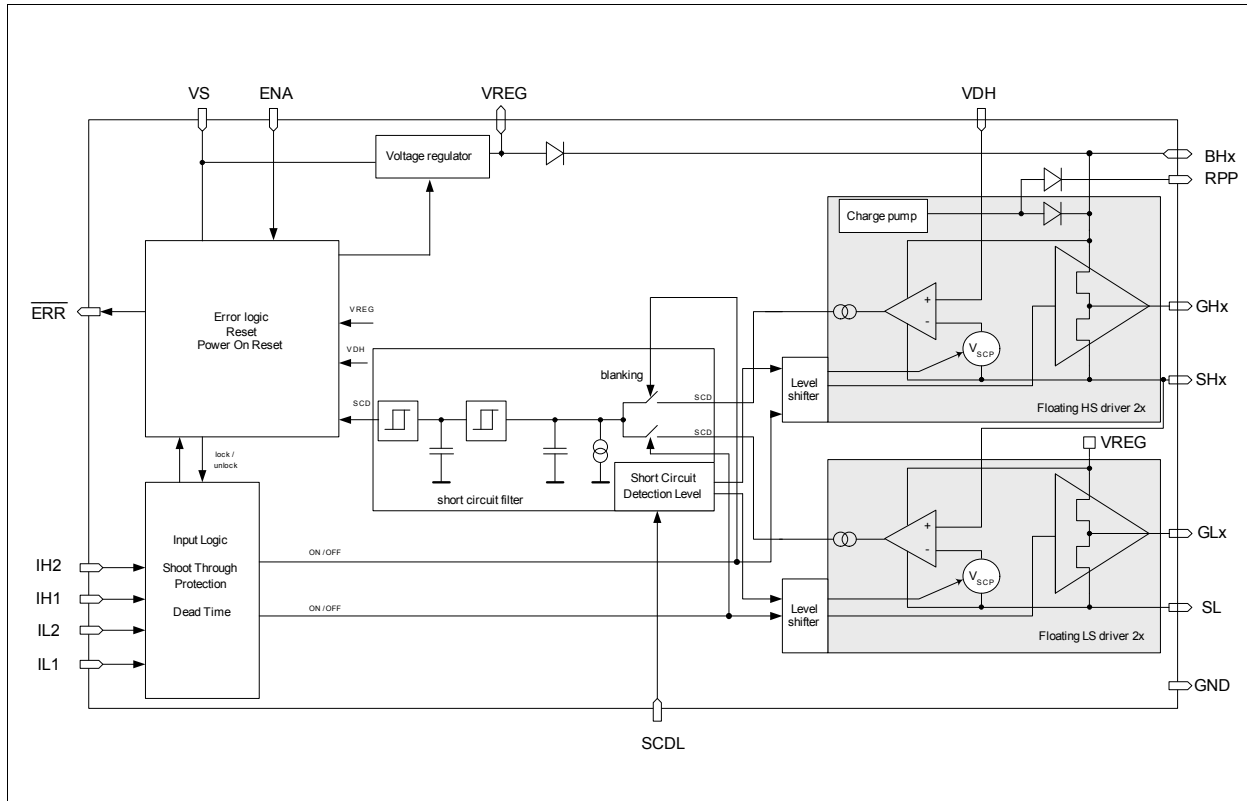 VS
ENA
VREG
VDH
Voltage regulator
BHx
RPP
Charge pump
ERR
Error logic
Reset
Power On Reset
VREG
VDH
SCD
+
-
V SCP
GHx
SHx
Level
shifter
Floating HS driver 2x
blanking
SCD
SCD
short circuit filter
Short Circuit
Detection Level
lock /
unlock
VREG
Input Logic
Shoot Through
Protection
Dead Time
ON / OFF
ON / OFF
IH2
IH1
IL2
IL1
+
-
V SCP
GLx
SL
Level
shifter
Floating LS driver 2x
GND
SCDL